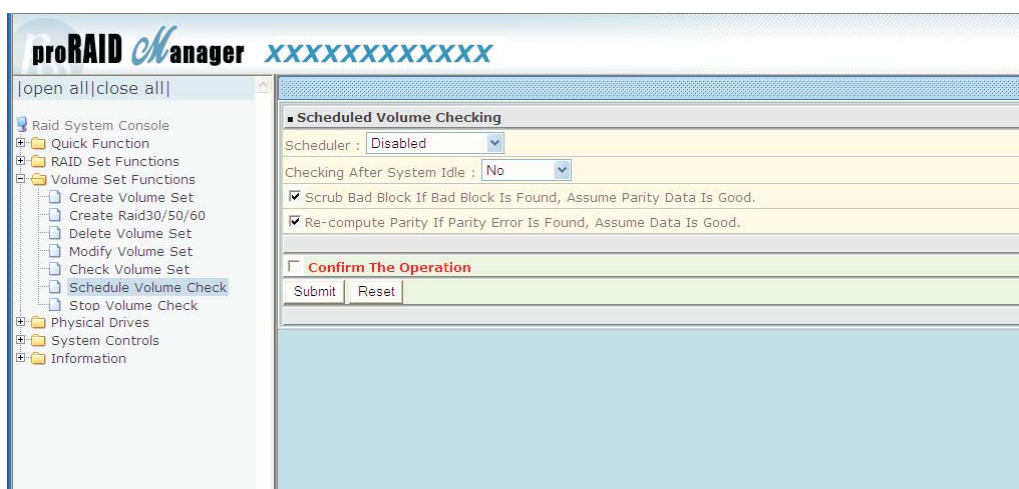 proRAID Manager XXXXXXXXXXXX
|open all|close all|
Raid System Console
Quick Function
RAID Set Functions
Volume Set Functions
Create Volume Set
Create Raid30/50/60
Delete Volume Set
Modify Volume Set
Check Volume Set
Schedule Volume Check
Stop Volume Check
Physical Drives
System Controls
Information
Scheduled Volume Checking
Scheduler : Disabled
Checking After System Idle : No
Scrub Bad Block If Bad Block Is Found, Assume Parity Data Is Good.
Re-compute Parity If Parity Error Is Found, Assume Data Is Good.
Confirm The Operation
Submit Reset